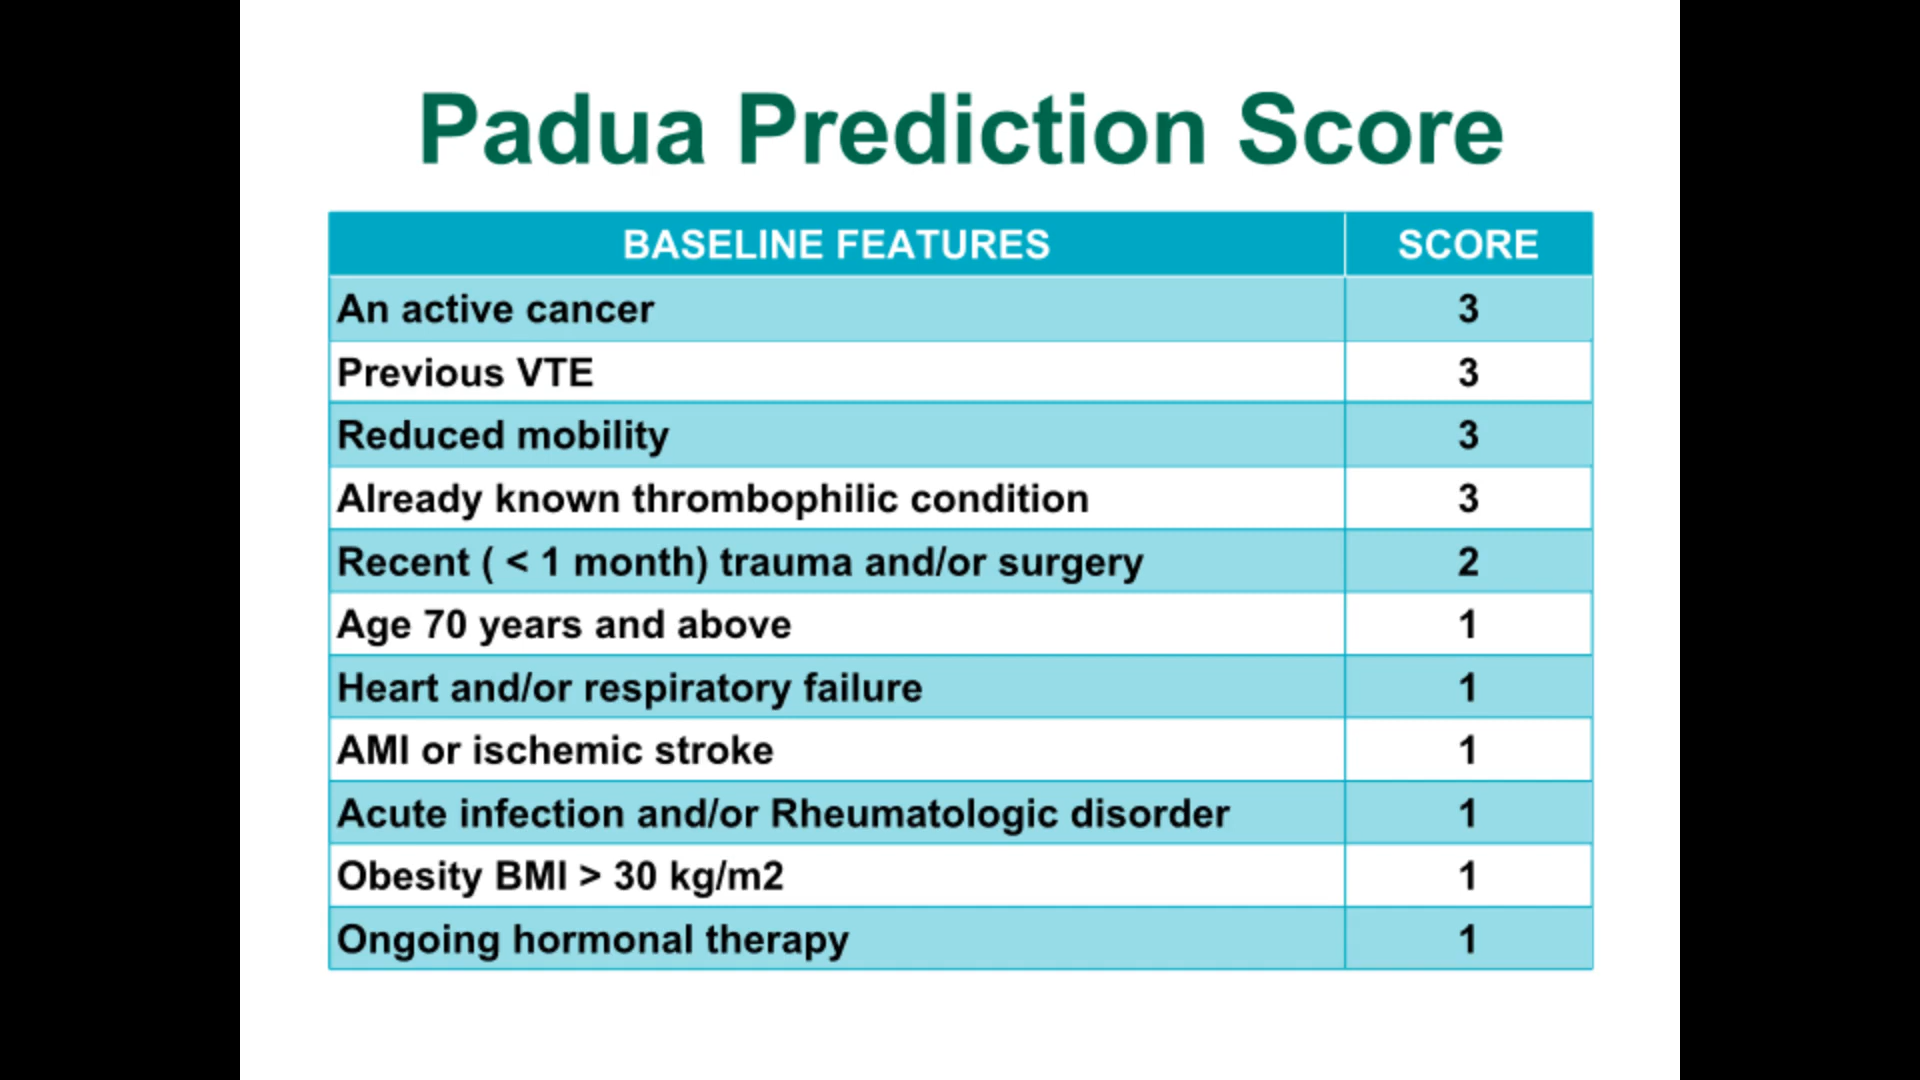 Padua Prediction Score
BASELINE FEATURES SCORE
An active cancer 3
Previous VTE 3
Reduced mobility 3
Already known thrombophilic condition 3
Recent ( < 1 month) trauma and/or surgery 2
Age 70 years and above 1
Heart and/or respiratory failure 1
AMI or ischemic stroke 1
Acute infection and/or Rheumatologic disorder 1
Obesity BMI > 30 kg/m2 1
Ongoing hormonal therapy 1